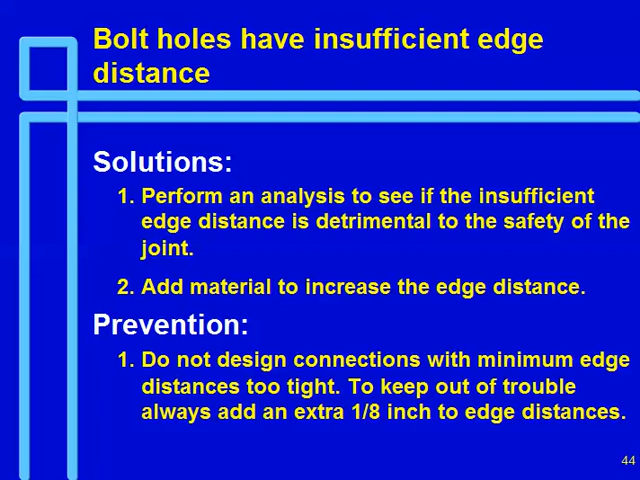 Bolt holes have insufficient edge
distance
Solutions:
1. Perform an analysis to see if the insufficient
edge distance is detrimental to the safety of the
joint.
2. Add material to increase the edge distance.
Prevention:
1. Do not design connections with minimum edge
distances too tight. To keep out of trouble
always add an extra 1/8 inch to edge distances.
44